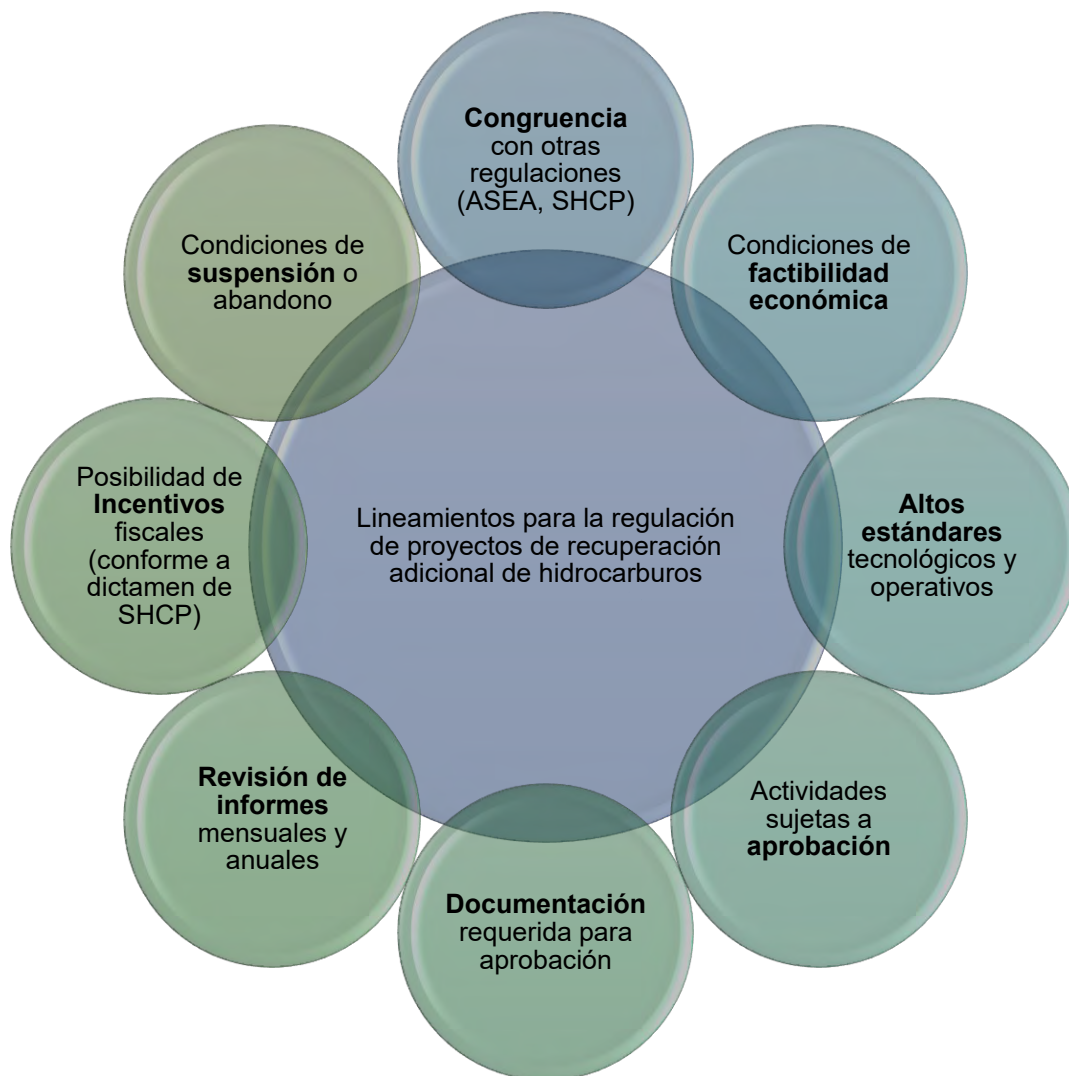 Congruencia
con otras
regulaciones
(ASEA, SHCP)
Condiciones de
factibilidad
económica
Altos
estándares
tecnológicos y
operativos
Actividades
sujetas a
aprobación
Documentación
requerida para
aprobación
Revisión de
informes
mensuales y
anuales
Posibilidad de
Incentivos
fiscales
(conforme a
dictamen de
SHCP)
Condiciones de
suspensión o
abandono
Lineamientos para la regulación
de proyectos de recuperación
adicional de hidrocarburos